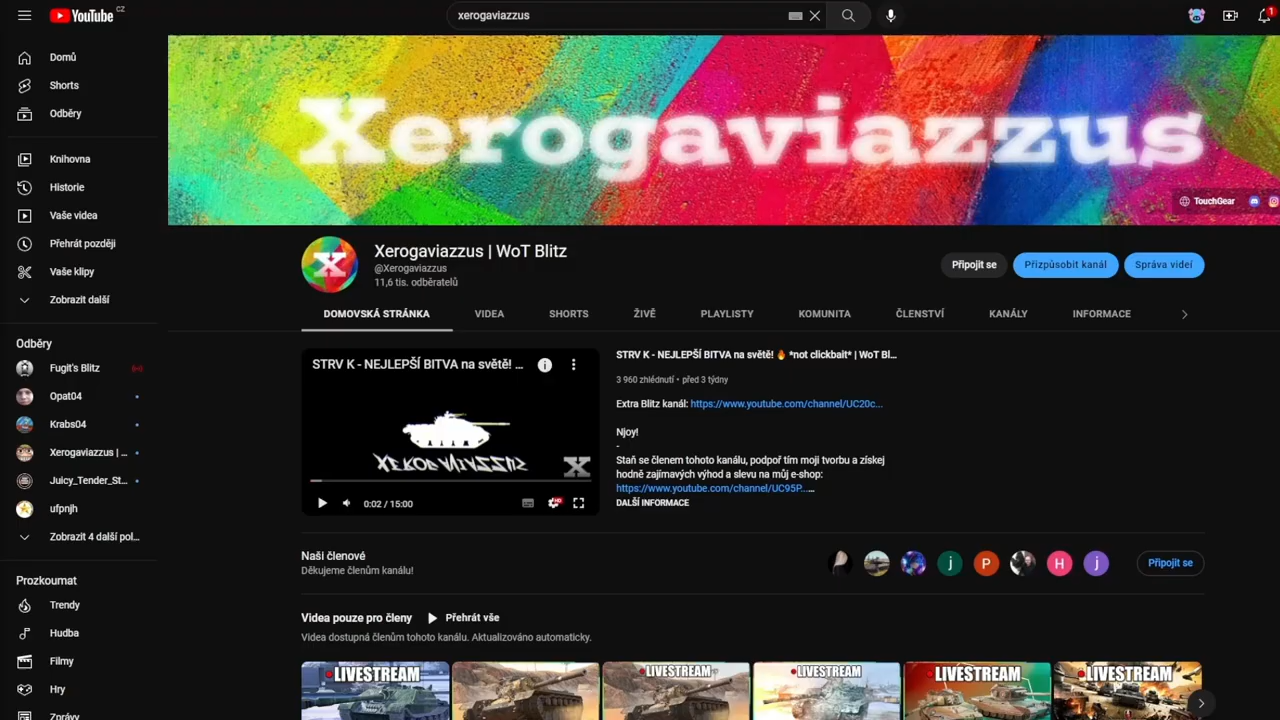 YouTube CZ
xerogaviazzus
1
Domů
Shorts
Odběry
Knihovna
Historie
Vaše videa
Přehrát později
Vaše klipy
Zobrazit další
Odběry
Fugit's Blitz
Opat04
Krabs04
Xerogaviazzus | ...
Juicy_Tender_St...
ufpnjh
Zobrazit 4 další pol...
Prozkoumat
Trendy
Hudba
Filmy
Hry
Zprávy
Xerogaviazzus
TouchGear
X
Xerogaviazzus | WoT Blitz
@Xerogaviazzus
11,6 tis. odběratelů
Připojit se
Přizpůsobit kanál
Správa videí
DOMOVSKÁ STRÁNKA
VIDEA
SHORTS
ŽIVĚ
PLAYLISTY
KOMUNITA
ČLENSTVÍ
KANÁLY
INFORMACE
STRV K - NEJLEPŠÍ BITVA na světě! ...
X
0:02 / 15:00
HD
STRV K - NEJLEPŠÍ BITVA na světě! 🔥 *not clickbait* | WoT Bl...
3 960 zhlédnutí • před 3 týdny
Extra Blitz kanál: https://www.youtube.com/channel/UC20c...
Njoy!
-
Staň se členem tohoto kanálu, podpoř tím moji tvorbu a získej
hodně zajímavých výhod a slevu na můj e-shop:
https://www.youtube.com/channel/UC95P...
...
DALŠÍ INFORMACE
Naši členové
Děkujeme členům kanálu!
j
P
H
j
Připojit se
Videa pouze pro členy
Přehrát vše
Videa dostupná členům tohoto kanálu. Aktualizováno automaticky.
LIVESTREAM
LIVESTREAM
LIVESTREAM
LIVESTREAM
LIVESTREAM